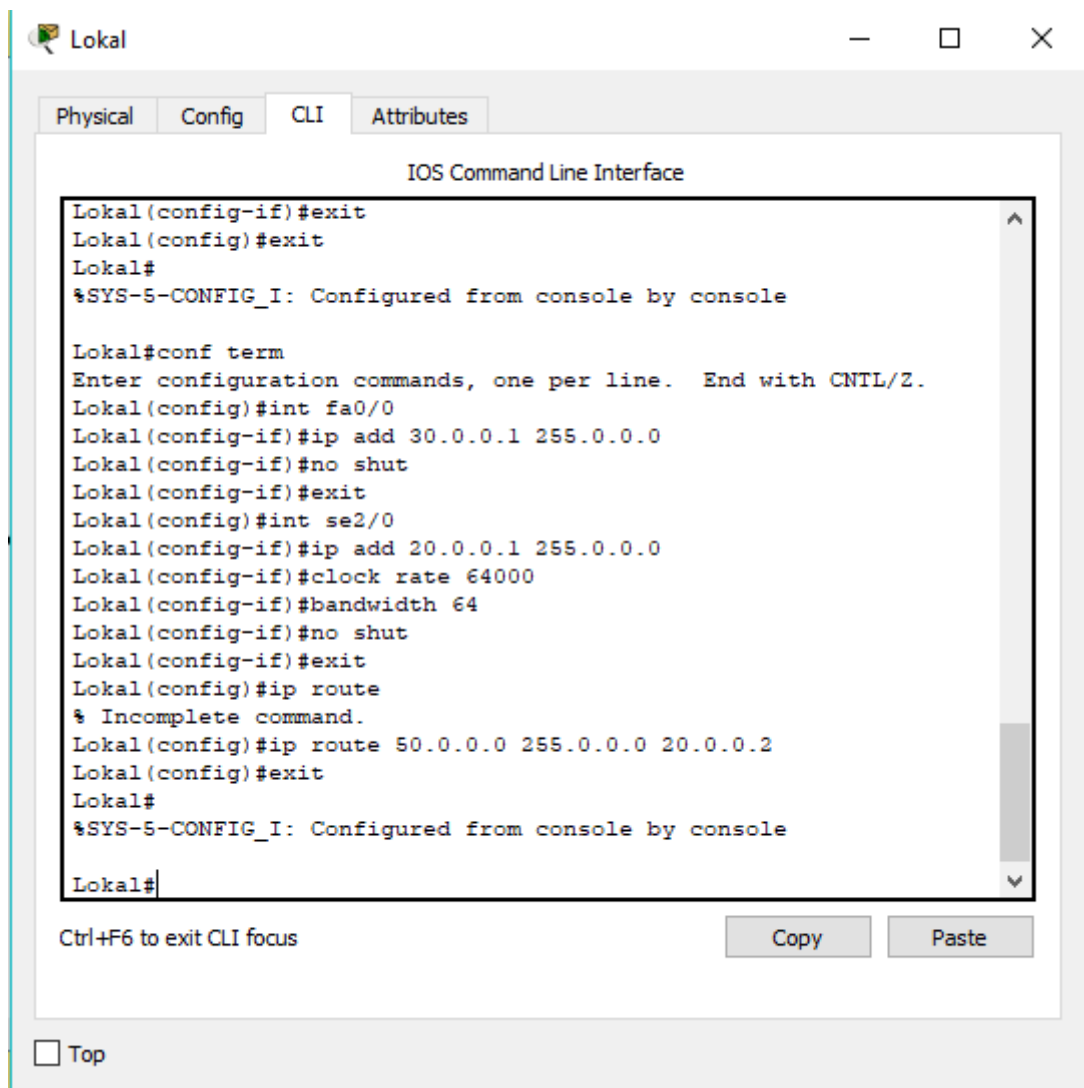 Lokal
Physical Config CLI Attributes
IOS Command Line Interface
Lokal(config-if)#exit
Lokal(config)#exit
Lokal#
%SYS-5-CONFIG_I: Configured from console by console
Lokal#conf term
Enter configuration commands, one per line.  End with CNTL/Z.
Lokal(config)#int fa0/0
Lokal(config-if)#ip add 30.0.0.1 255.0.0.0
Lokal(config-if)#no shut
Lokal(config-if)#exit
Lokal(config)#int se2/0
Lokal(config-if)#ip add 20.0.0.1 255.0.0.0
Lokal(config-if)#clock rate 64000
Lokal(config-if)#bandwidth 64
Lokal(config-if)#no shut
Lokal(config-if)#exit
Lokal(config)#ip route
% Incomplete command.
Lokal(config)#ip route 50.0.0.0 255.0.0.0 20.0.0.2
Lokal(config)#exit
Lokal#
%SYS-5-CONFIG_I: Configured from console by console
Lokal#
Ctrl+F6 to exit CLI focus Copy Paste
Top